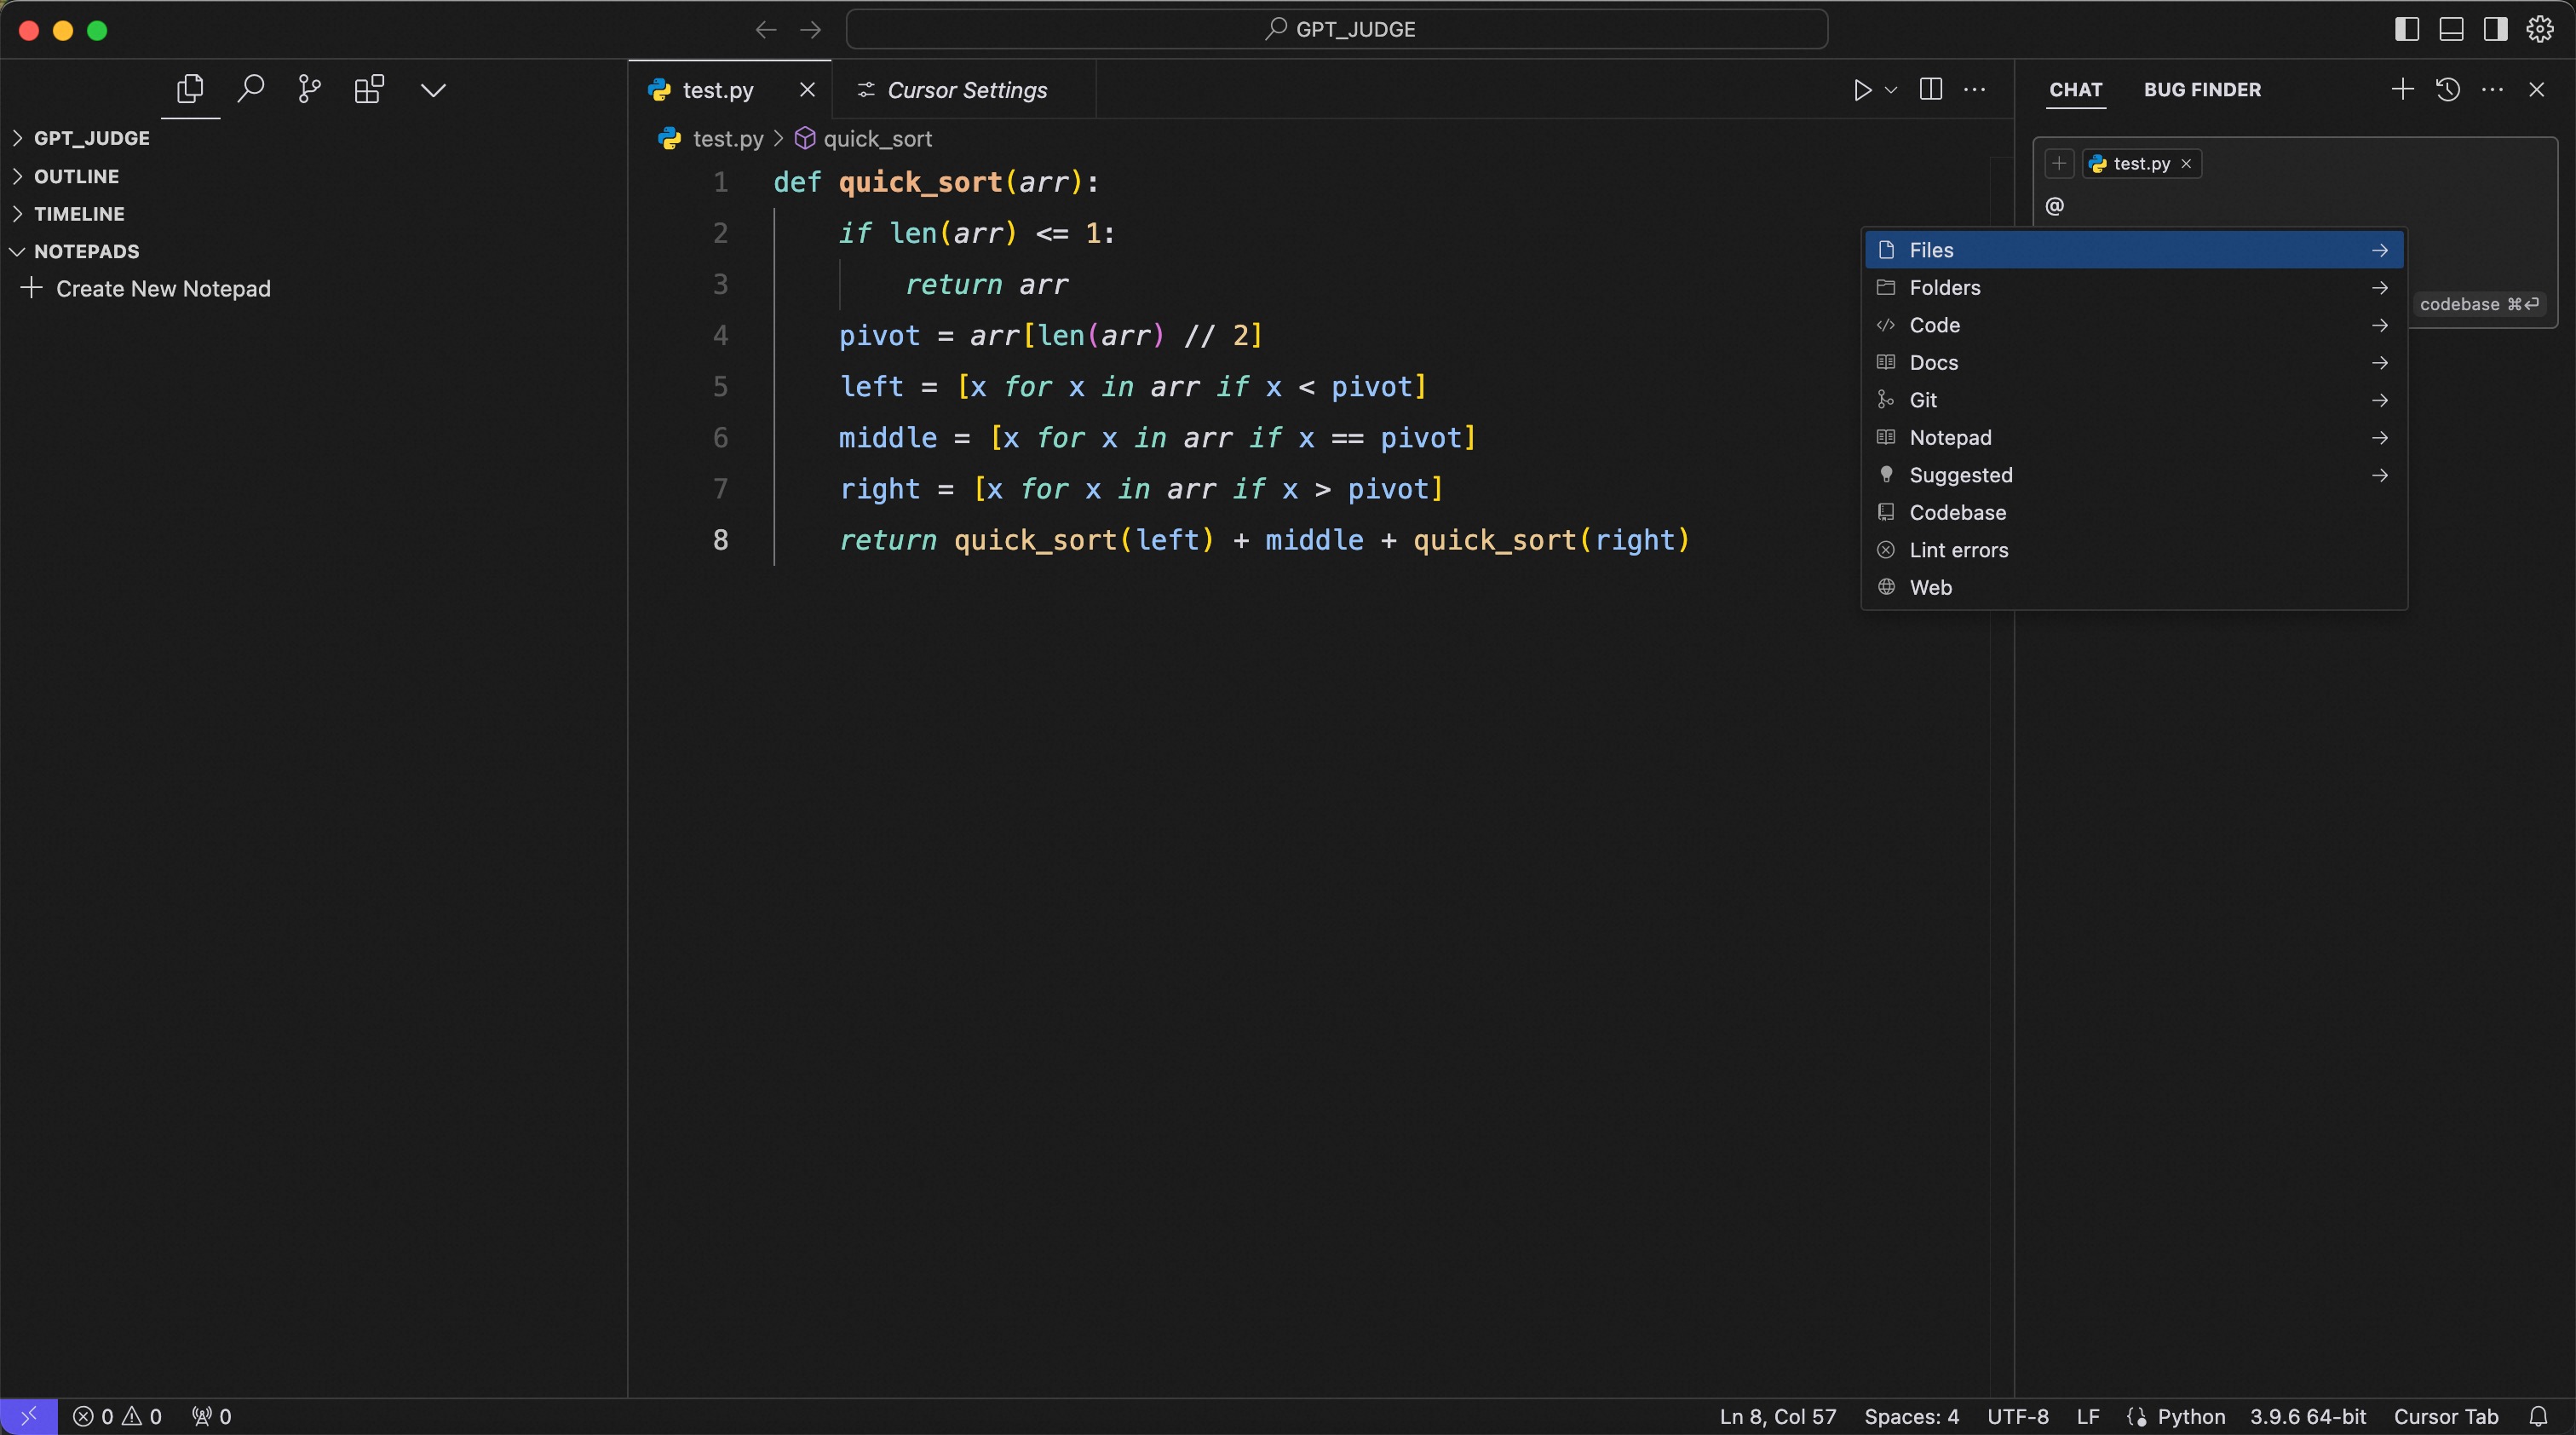 GPT_JUDGE
GPT_JUDGE
OUTLINE
TIMELINE
NOTEPADS
Create New Notepad
test.py
Cursor Settings
test.py > quick_sort
1 def quick_sort(arr):
2     if len(arr) <= 1:
3         return arr
4     pivot = arr[len(arr) // 2]
5     left = [x for x in arr if x < pivot]
6     middle = [x for x in arr if x == pivot]
7     right = [x for x in arr if x > pivot]
8     return quick_sort(left) + middle + quick_sort(right)
CHAT BUG FINDER
test.py
@
Files
Folders
Code
Docs
Git
Notepad
Suggested
Codebase
Lint errors
Web
codebase ⌘⏎
0 0 0
Ln 8, Col 57 Spaces: 4 UTF-8 LF Python 3.9.6 64-bit Cursor Tab